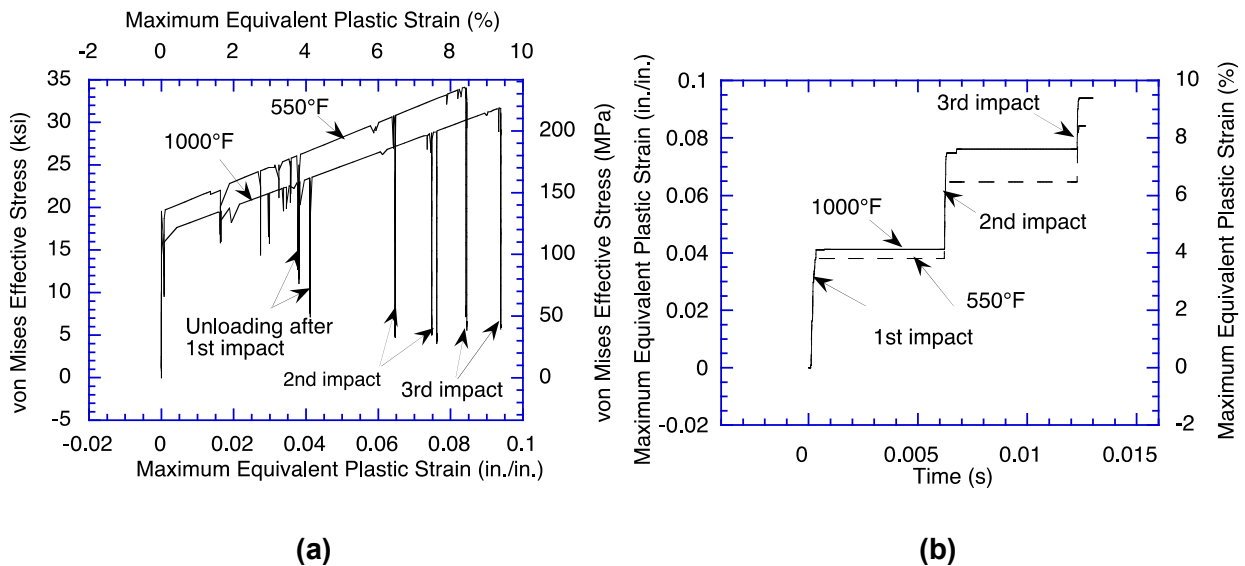 Maximum Equivalent Plastic Strain (%)
-2 0 2 4 6 8 10
35
30
25
20
15
10
5
0
-5
von Mises Effective Stress (ksi)
550°F
1000°F
Unloading after
1st impact
2nd impact
3rd impact
200
150
100
50
0
von Mises Effective Stress (MPa)
-0.02 0 0.02 0.04 0.06 0.08 0.1
Maximum Equivalent Plastic Strain (in./in.)
(a)
Maximum Equivalent Plastic Strain (in./in.)
0.1
0.08
0.06
0.04
0.02
0
-0.02
3rd impact
2nd impact
1000°F
550°F
1st impact
10
8
6
4
2
0
-2
Maximum Equivalent Plastic Strain (%)
0 0.005 0.01 0.015
Time (s)
(b)